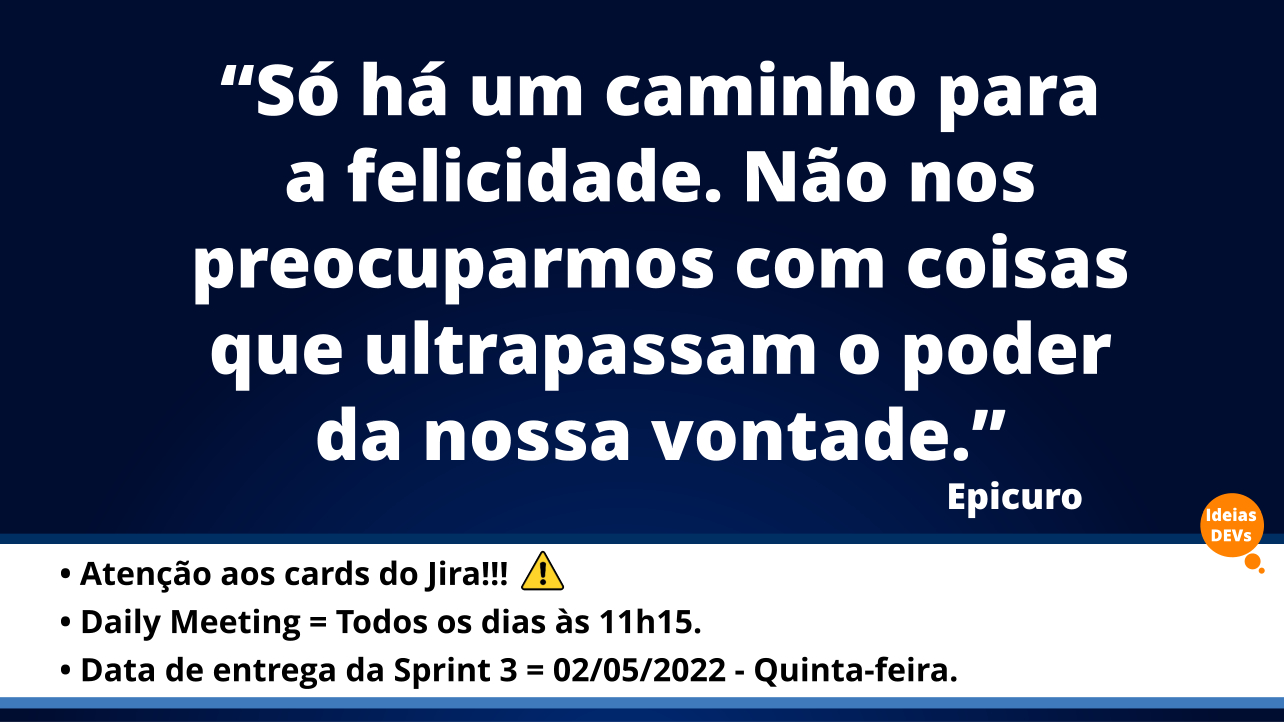 “Só há um caminho para
a felicidade. Não nos
preocuparmos com coisas
que ultrapassam o poder
da nossa vontade.”
Epicuro
Ideias
DEVs
• Atenção aos cards do Jira!!! ⚠
• Daily Meeting = Todos os dias às 11h15.
• Data de entrega da Sprint 3 = 02/05/2022 - Quinta-feira.